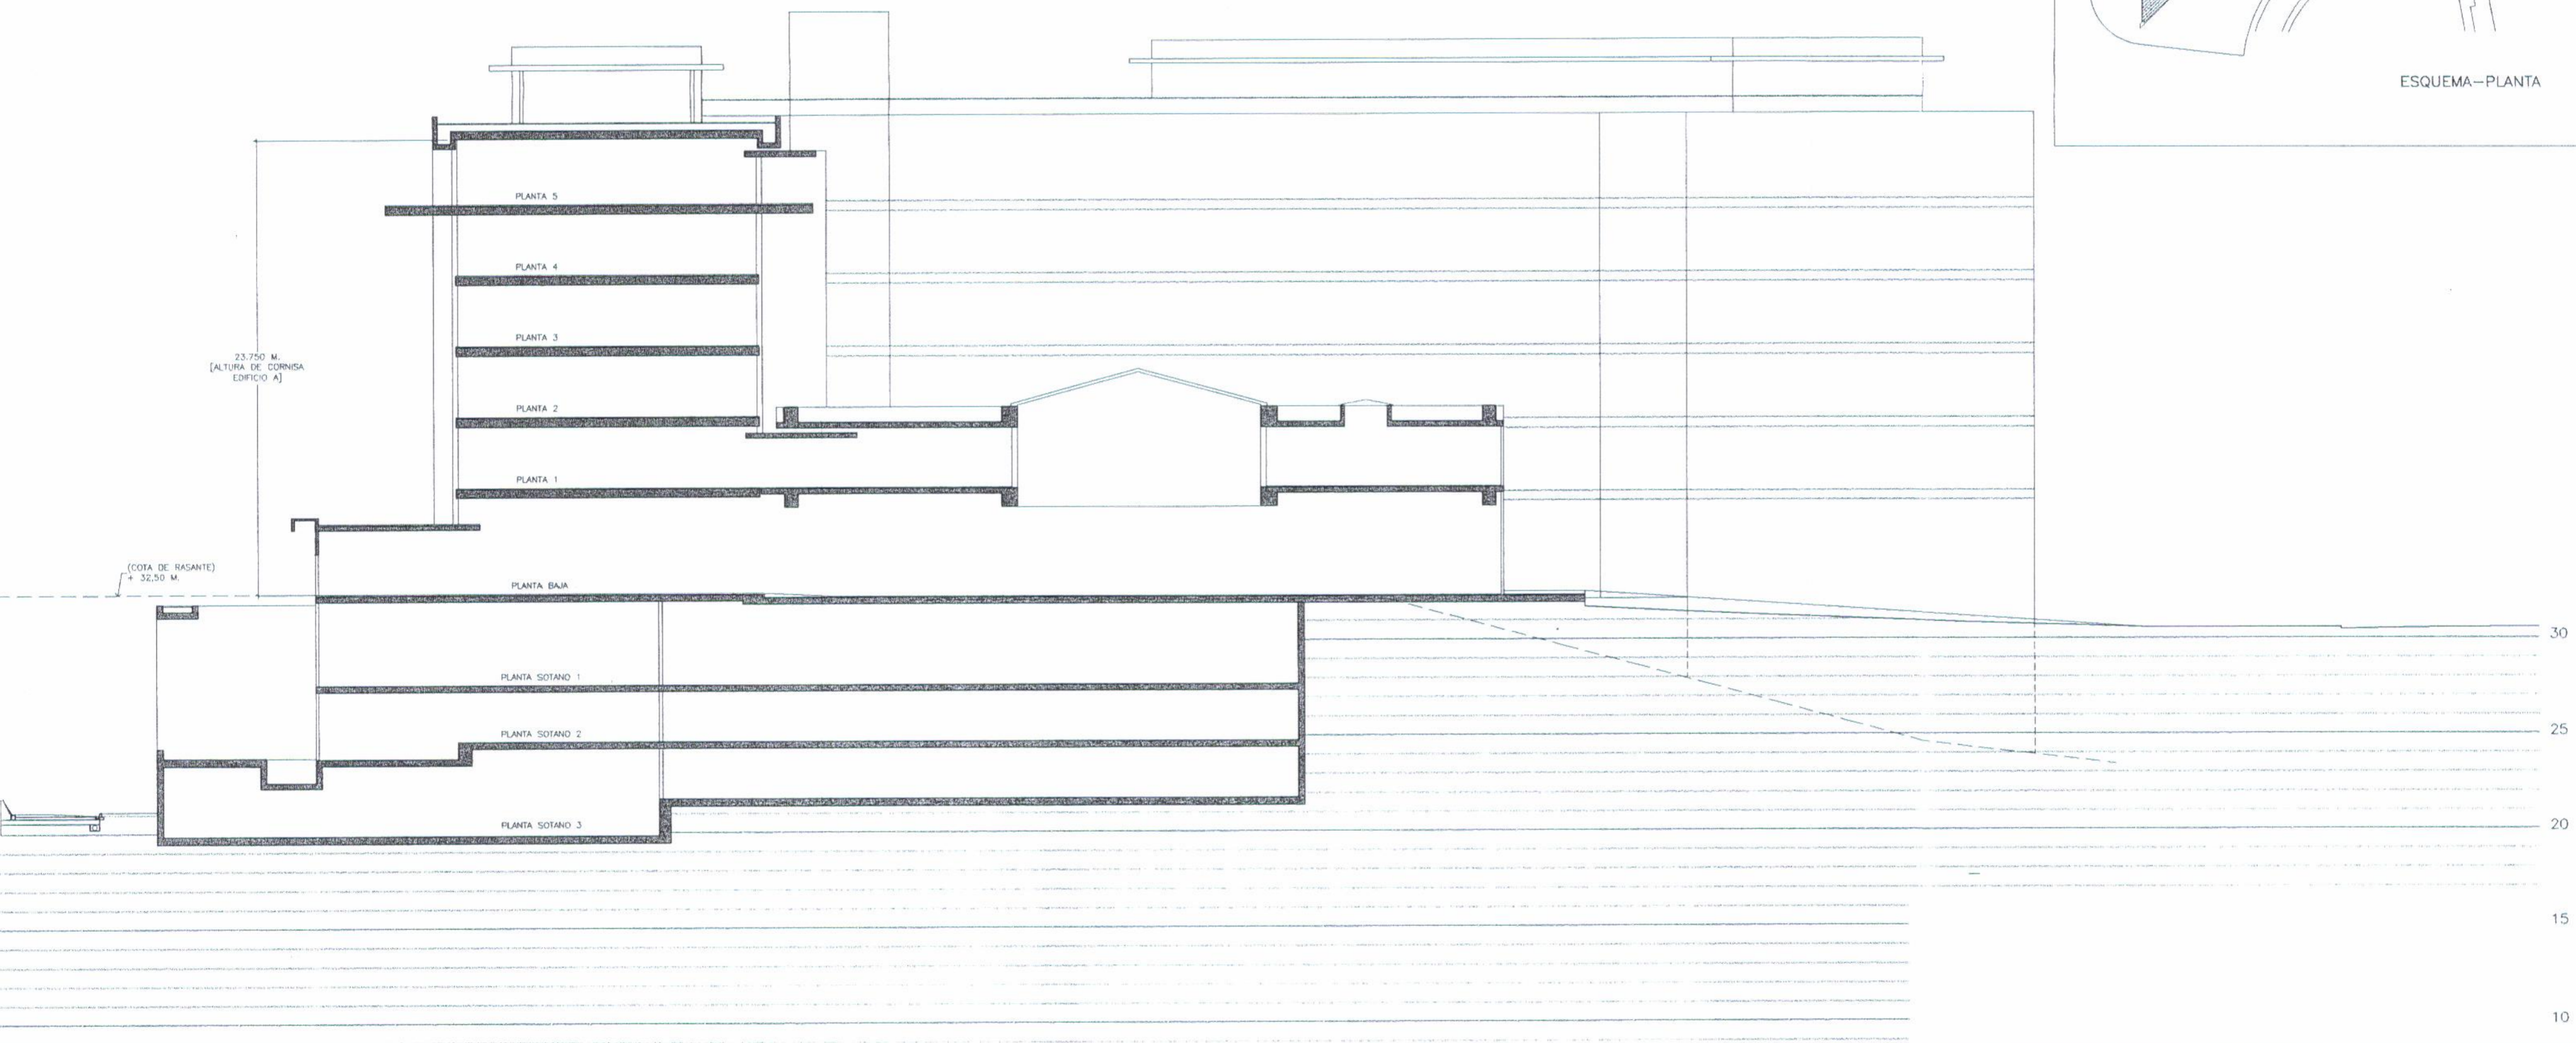 ESQUEMA-PLANTA
PLANTA 5
PLANTA 4
PLANTA 3
23.750 M.
[ALTURA DE CORNISA
EDIFICIO A]
PLANTA 2
PLANTA 1
(COTA DE RASANTE)
+ 32,50 M.
PLANTA BAJA
30
PLANTA SOTANO 1
25
PLANTA SOTANO 2
20
PLANTA SOTANO 3
15
10